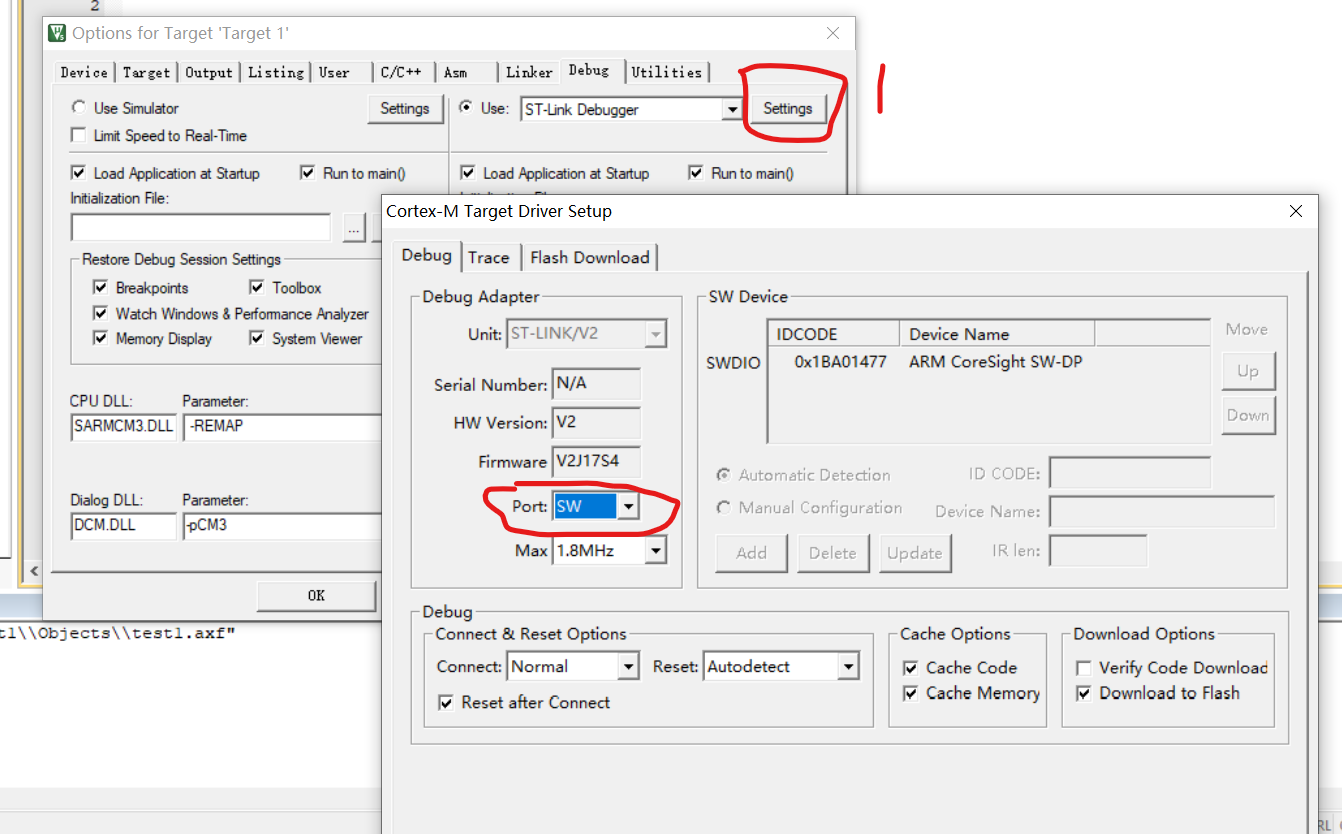 2
Options for Target 'Target 1'
Device Target Output Listing User C/C++ Asm Linker Debug Utilities
Use Simulator Settings Use: ST-Link Debugger Settings
Limit Speed to Real-Time
Load Application at Startup Run to main() Load Application at Startup Run to main()
Initialization File:
...
Restore Debug Session Settings
Breakpoints Toolbox
Watch Windows & Performance Analyzer
Memory Display System Viewer
CPU DLL: Parameter:
SARMCM3.DLL -REMAP
Dialog DLL: Parameter:
DCM.DLL -pCM3
OK
t1\\Objects\\test1.axf"
1
Cortex-M Target Driver Setup
Debug Trace Flash Download
Debug Adapter
Unit: ST-LINK/V2
Serial Number: N/A
HW Version: V2
Firmware V2J17S4
Port: SW
Max 1.8MHz
SW Device
IDCODE Device Name
SWDIO 0x1BA01477 ARM CoreSight SW-DP
Move
Up
Down
Automatic Detection ID CODE:
Manual Configuration Device Name:
Add Delete Update IR len:
Debug
Connect & Reset Options
Connect: Normal Reset: Autodetect
Reset after Connect
Cache Options
Cache Code
Cache Memory
Download Options
Verify Code Download
Download to Flash